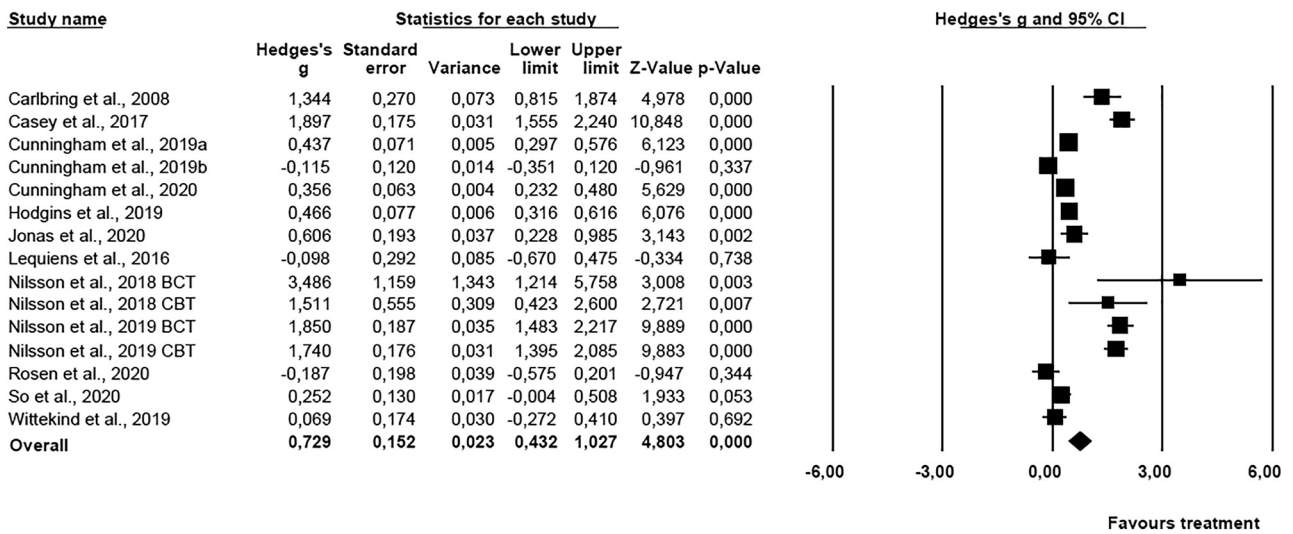 Study name Statistics for each study Hedges's g and 95% CI
Hedges's Standard Lower Upper
g error Variance limit limit Z-Value p-Value
Carlbring et al., 2008 1,344 0,270 0,073 0,815 1,874 4,978 0,000
Casey et al., 2017 1,897 0,175 0,031 1,555 2,240 10,848 0,000
Cunningham et al., 2019a 0,437 0,071 0,005 0,297 0,576 6,123 0,000
Cunningham et al., 2019b -0,115 0,120 0,014 -0,351 0,120 -0,961 0,337
Cunningham et al., 2020 0,356 0,063 0,004 0,232 0,480 5,629 0,000
Hodgins et al., 2019 0,466 0,077 0,006 0,316 0,616 6,076 0,000
Jonas et al., 2020 0,606 0,193 0,037 0,228 0,985 3,143 0,002
Lequiens et al., 2016 -0,098 0,292 0,085 -0,670 0,475 -0,334 0,738
Nilsson et al., 2018 BCT 3,486 1,159 1,343 1,214 5,758 3,008 0,003
Nilsson et al., 2018 CBT 1,511 0,555 0,309 0,423 2,600 2,721 0,007
Nilsson et al., 2019 BCT 1,850 0,187 0,035 1,483 2,217 9,889 0,000
Nilsson et al., 2019 CBT 1,740 0,176 0,031 1,395 2,085 9,883 0,000
Rosen et al., 2020 -0,187 0,198 0,039 -0,575 0,201 -0,947 0,344
So et al., 2020 0,252 0,130 0,017 -0,004 0,508 1,933 0,053
Wittekind et al., 2019 0,069 0,174 0,030 -0,272 0,410 0,397 0,692
Overall 0,729 0,152 0,023 0,432 1,027 4,803 0,000
-6,00 -3,00 0,00 3,00 6,00
Favours treatment